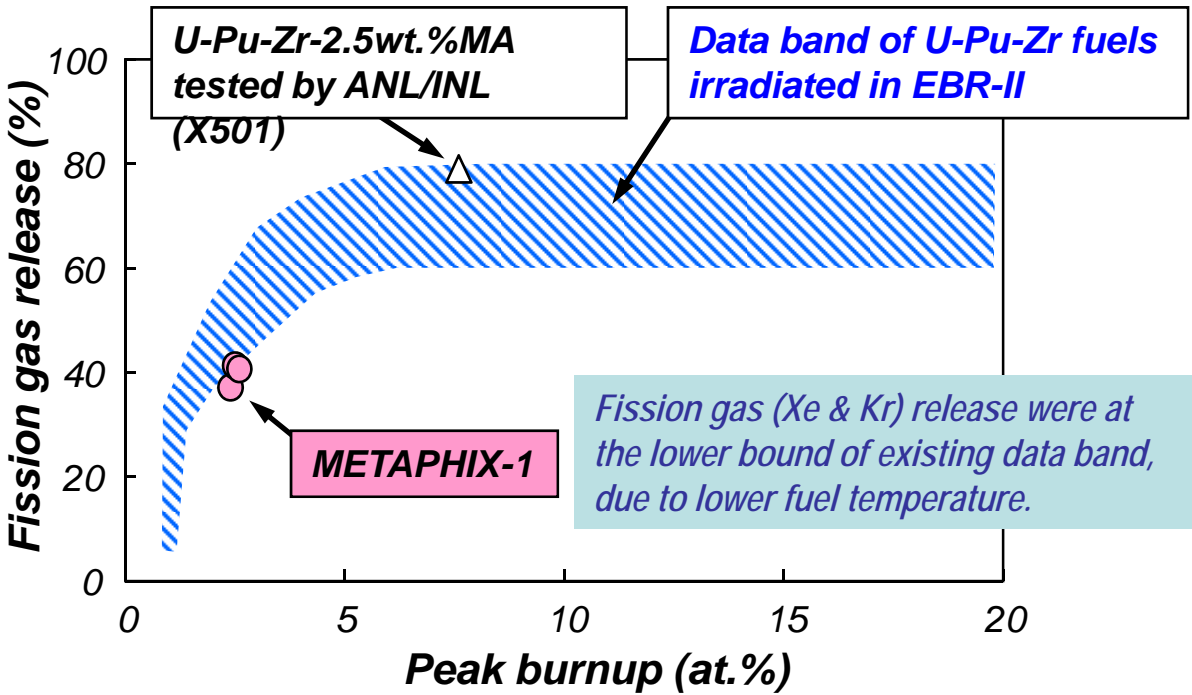 U-Pu-Zr-2.5wt.%MA
tested by ANL/INL
(X501)
Data band of U-Pu-Zr fuels
irradiated in EBR-II
Fission gas release (%)
100
80
60
40
20
0
METAPHIX-1
Fission gas (Xe & Kr) release were at
the lower bound of existing data band,
due to lower fuel temperature.
0 5 10 15 20
Peak burnup (at.%)